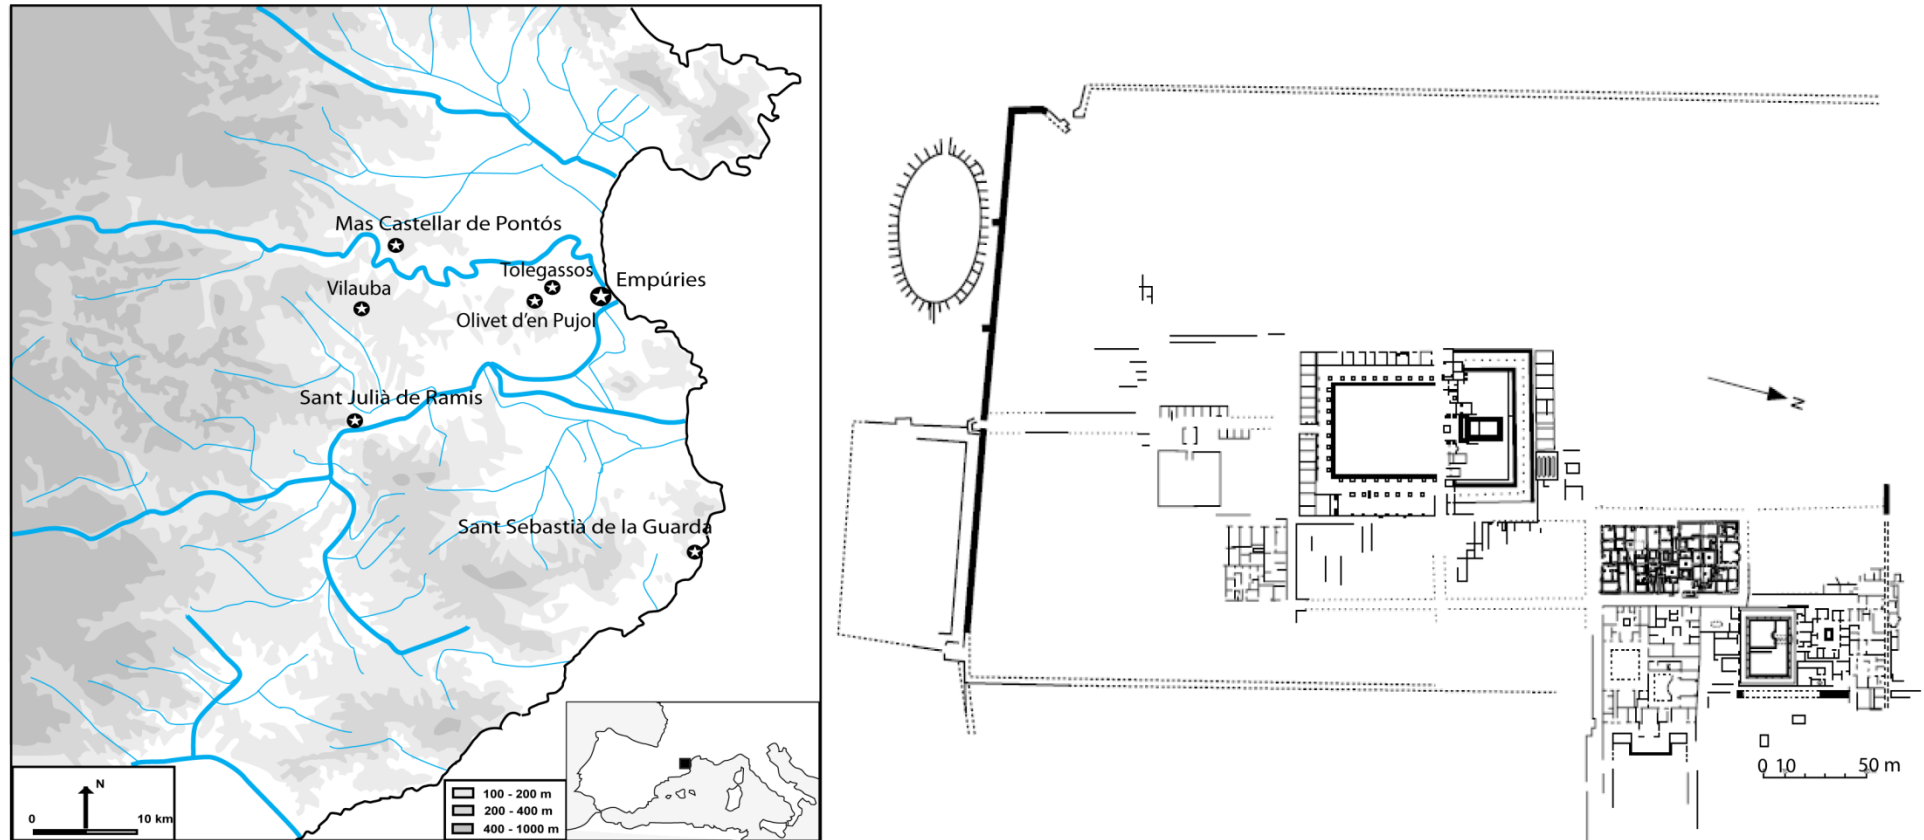 Mas Castellar de Pontós
Tolegassos
Empúries
Vilauba
Olivet d'en Pujol
Sant Julià de Ramis
Sant Sebastià de la Guarda
N
0 10 km
100 - 200 m
200 - 400 m
400 - 1000 m
N
0 10 50 m